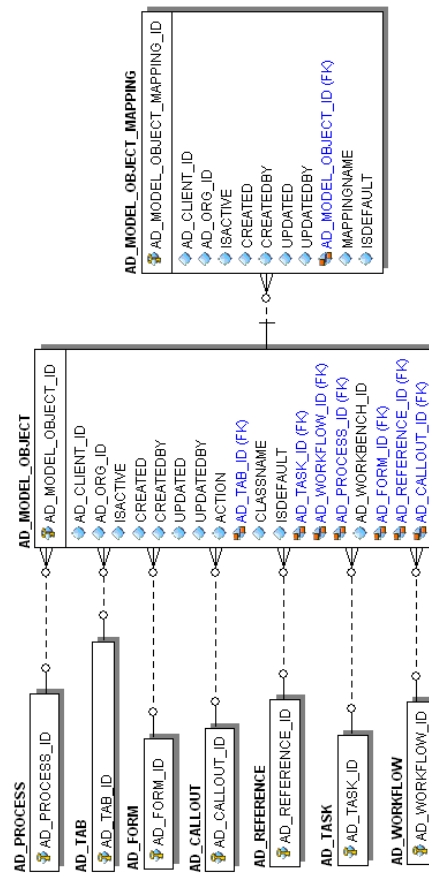 AD_PROCESS
AD_PROCESS_ID
AD_TAB
AD_TAB_ID
AD_FORM
AD_FORM_ID
AD_CALLOUT
AD_CALLOUT_ID
AD_REFERENCE
AD_REFERENCE_ID
AD_TASK
AD_TASK_ID
AD_WORKFLOW
AD_WORKFLOW_ID
AD_MODEL_OBJECT
AD_MODEL_OBJECT_ID
AD_CLIENT_ID
AD_ORG_ID
ISACTIVE
CREATED
CREATEDBY
UPDATED
UPDATEDBY
ACTION
AD_TAB_ID (FK)
CLASSNAME
ISDEFAULT
AD_TASK_ID (FK)
AD_WORKFLOW_ID (FK)
AD_PROCESS_ID (FK)
AD_WORKBENCH_ID
AD_FORM_ID (FK)
AD_REFERENCE_ID (FK)
AD_CALLOUT_ID (FK)
AD_MODEL_OBJECT_MAPPING
AD_MODEL_OBJECT_MAPPING_ID
AD_CLIENT_ID
AD_ORG_ID
ISACTIVE
CREATED
CREATEDBY
UPDATED
UPDATEDBY
AD_MODEL_OBJECT_ID (FK)
MAPPINGNAME
ISDEFAULT